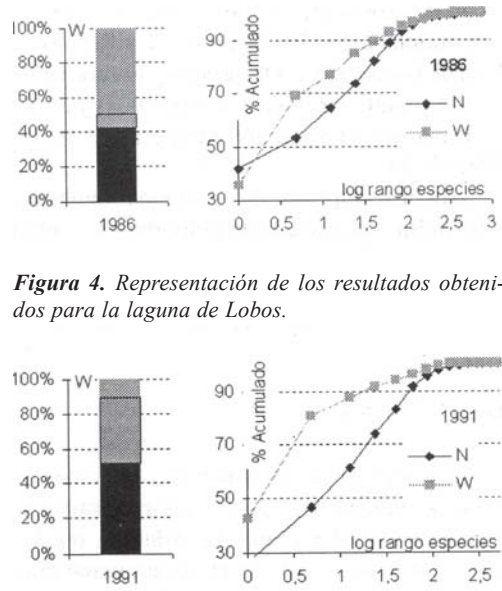 100%
W
80%
60%
40%
20%
0%
1986
% Acumulado
90
70
50
30
1986
N
W
log rango especies
0 0,5 1 1,5 2 2,5 3
Figura 4. Representación de los resultados obteni-
dos para la laguna de Lobos.
100%
W
80%
60%
40%
20%
0%
1991
% Acumulado
90
70
50
30
1991
N
W
log rango especies
0 0,5 1 1,5 2 2,5